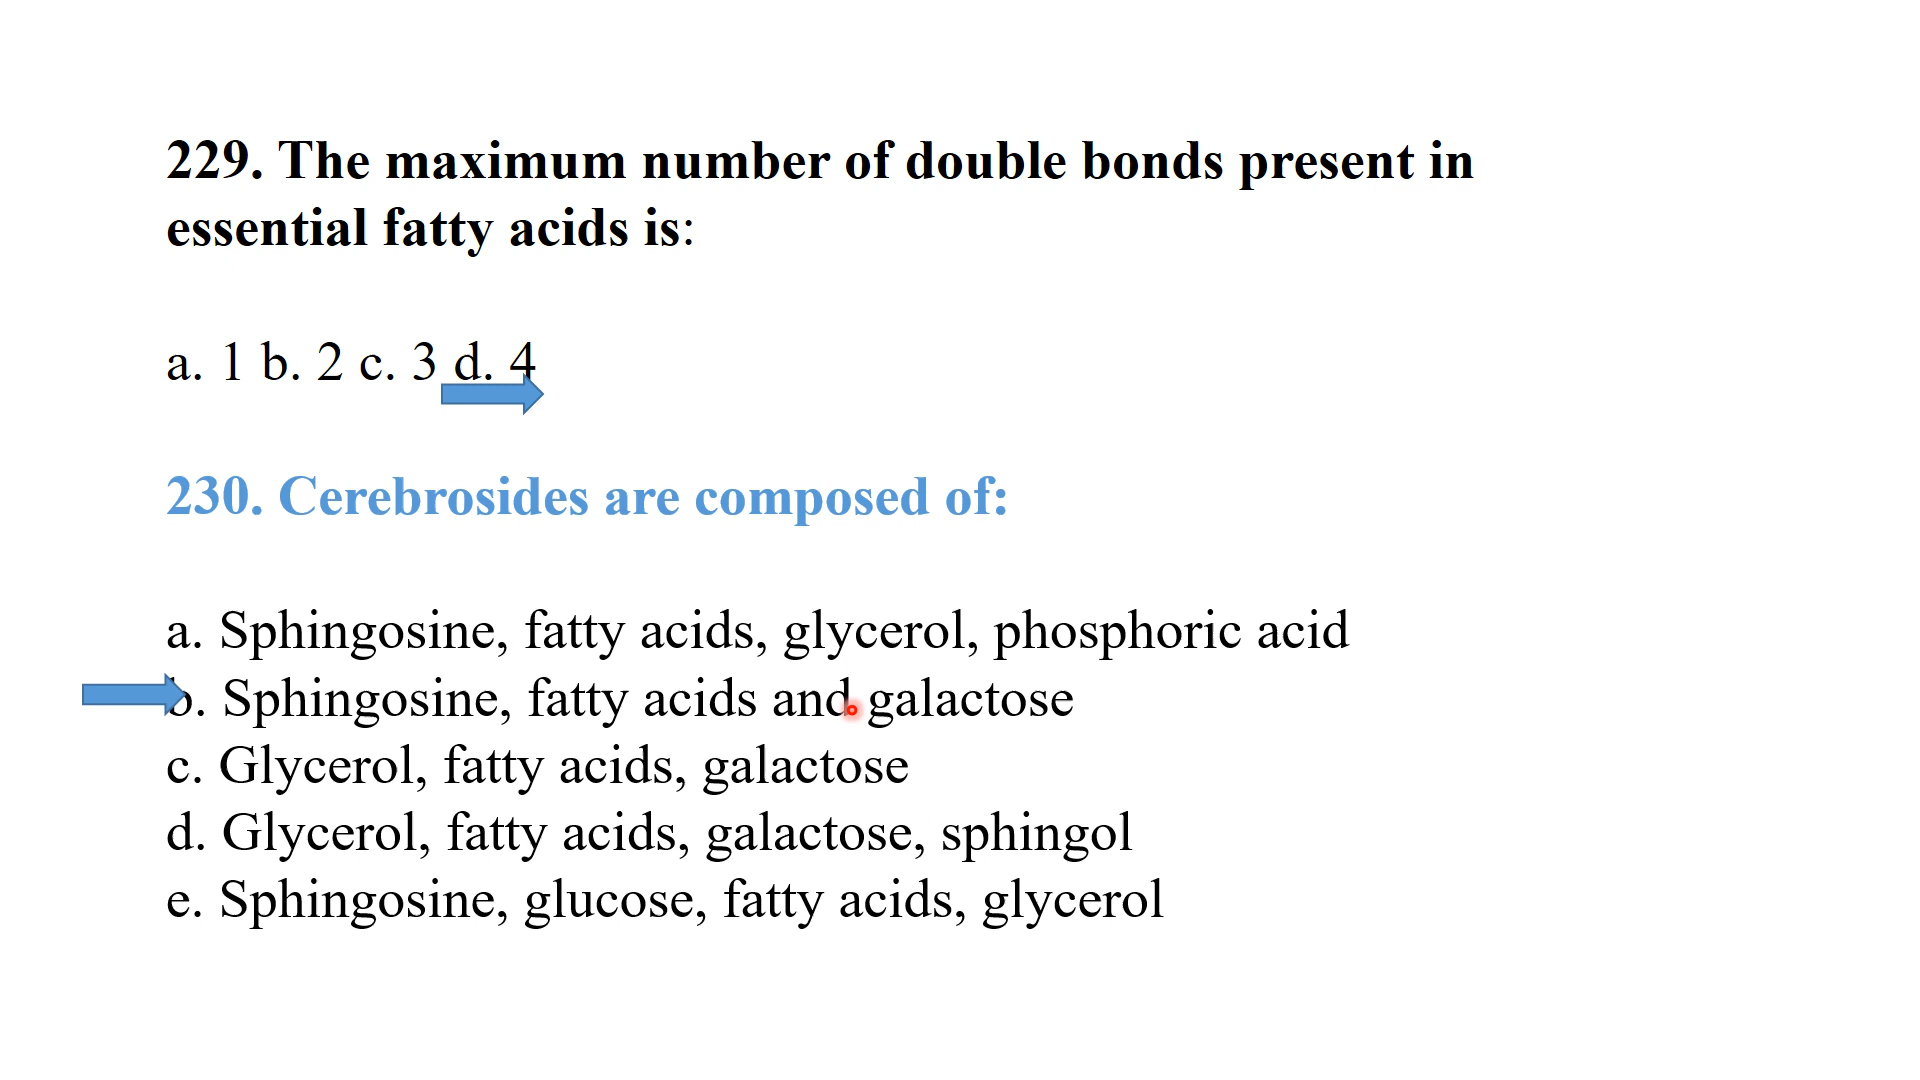 229. The maximum number of double bonds present in
essential fatty acids is:
a. 1 b. 2 c. 3 d. 4
230. Cerebrosides are composed of:
a. Sphingosine, fatty acids, glycerol, phosphoric acid
b. Sphingosine, fatty acids and galactose
c. Glycerol, fatty acids, galactose
d. Glycerol, fatty acids, galactose, sphingol
e. Sphingosine, glucose, fatty acids, glycerol